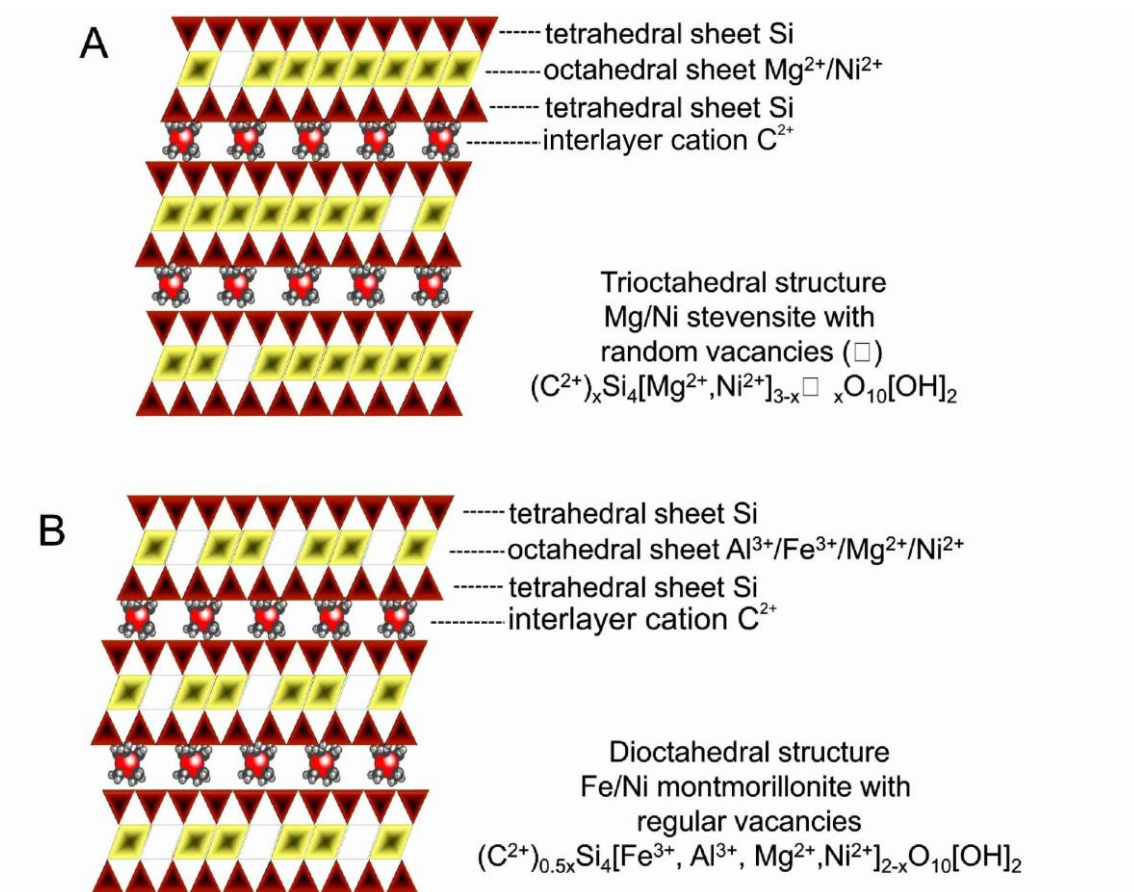 A
tetrahedral sheet Si
octahedral sheet Mg²⁺/Ni²⁺
tetrahedral sheet Si
interlayer cation C²⁺
Trioctahedral structure
Mg/Ni stevensite with
random vacancies (□)
(C²⁺)ₓSi₄[Mg²⁺,Ni²⁺]₃₋ₓ□ ₓO₁₀[OH]₂
B
tetrahedral sheet Si
octahedral sheet Al³⁺/Fe³⁺/Mg²⁺/Ni²⁺
tetrahedral sheet Si
interlayer cation C²⁺
Dioctahedral structure
Fe/Ni montmorillonite with
regular vacancies
(C²⁺)₀.₅ₓSi₄[Fe³⁺, Al³⁺, Mg²⁺,Ni²⁺]₂₋ₓO₁₀[OH]₂